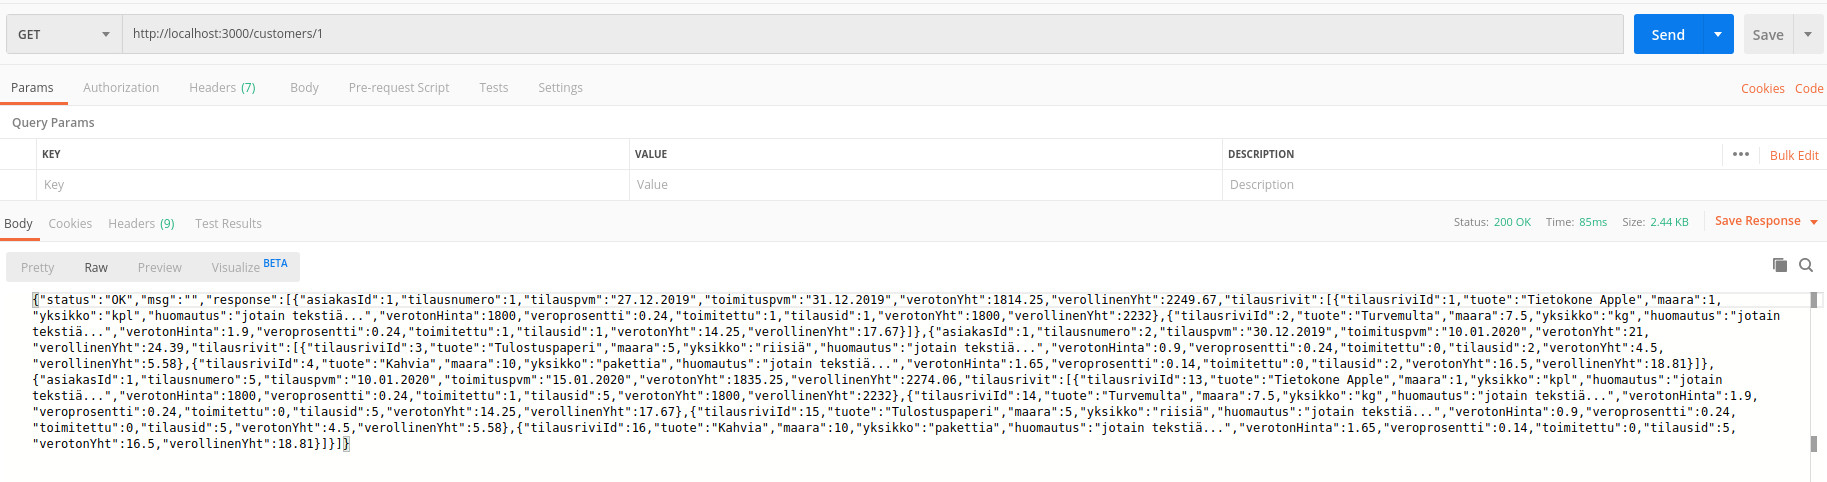 GET http://localhost:3000/customers/1 Send Save
Params Authorization Headers (7) Body Pre-request Script Tests Settings Cookies Code
Query Params
KEY VALUE DESCRIPTION ••• Bulk Edit
Key Value Description
Body Cookies Headers (9) Test Results Status: 200 OK Time: 85ms Size: 2.44 KB Save Response
Pretty Raw Preview Visualize BETA
{"status":"OK","msg":"","response":[{"asiakasId":1,"tilausnumero":1,"tilauspvm":"27.12.2019","toimituspvm":"31.12.2019","verotonYht":1814.25,"verollinenYht":2249.67,"tilausrivit":[{"tilausriviId":1,"tuote":"Tietokone Apple","maara":1,
"yksikko":"kpl","huomautus":"jotain tekstiä...","verotonHinta":1800,"veroprosentti":0.24,"toimitettu":1,"tilausid":1,"verotonYht":1800,"verollinenYht":2232},{"tilausriviId":2,"tuote":"Turvemulta","maara":7.5,"yksikko":"kg","huomautus":"jotain
tekstiä...","verotonHinta":1.9,"veroprosentti":0.24,"toimitettu":1,"tilausid":1,"verotonYht":14.25,"verollinenYht":17.67}]},{"asiakasId":1,"tilausnumero":2,"tilauspvm":"30.12.2019","toimituspvm":"10.01.2020","verotonYht":21,
"verollinenYht":24.39,"tilausrivit":[{"tilausriviId":3,"tuote":"Tulostuspaperi","maara":5,"yksikko":"riisiä","huomautus":"jotain tekstiä...","verotonHinta":0.9,"veroprosentti":0.24,"toimitettu":0,"tilausid":2,"verotonYht":4.5,
"verollinenYht":5.58},{"tilausriviId":4,"tuote":"Kahvia","maara":10,"yksikko":"pakettia","huomautus":"jotain tekstiä...","verotonHinta":1.65,"veroprosentti":0.14,"toimitettu":0,"tilausid":2,"verotonYht":16.5,"verollinenYht":18.81}]},
{"asiakasId":1,"tilausnumero":5,"tilauspvm":"10.01.2020","toimituspvm":"15.01.2020","verotonYht":1835.25,"verollinenYht":2274.06,"tilausrivit":[{"tilausriviId":13,"tuote":"Tietokone Apple","maara":1,"yksikko":"kpl","huomautus":"jotain
tekstiä...","verotonHinta":1800,"veroprosentti":0.24,"toimitettu":1,"tilausid":5,"verotonYht":1800,"verollinenYht":2232},{"tilausriviId":14,"tuote":"Turvemulta","maara":7.5,"yksikko":"kg","huomautus":"jotain tekstiä...","verotonHinta":1.9,
"veroprosentti":0.24,"toimitettu":0,"tilausid":5,"verotonYht":14.25,"verollinenYht":17.67},{"tilausriviId":15,"tuote":"Tulostuspaperi","maara":5,"yksikko":"riisiä","huomautus":"jotain tekstiä...","verotonHinta":0.9,"veroprosentti":0.24,
"toimitettu":0,"tilausid":5,"verotonYht":4.5,"verollinenYht":5.58},{"tilausriviId":16,"tuote":"Kahvia","maara":10,"yksikko":"pakettia","huomautus":"jotain tekstiä...","verotonHinta":1.65,"veroprosentti":0.14,"toimitettu":0,"tilausid":5,
"verotonYht":16.5,"verollinenYht":18.81}]}]}